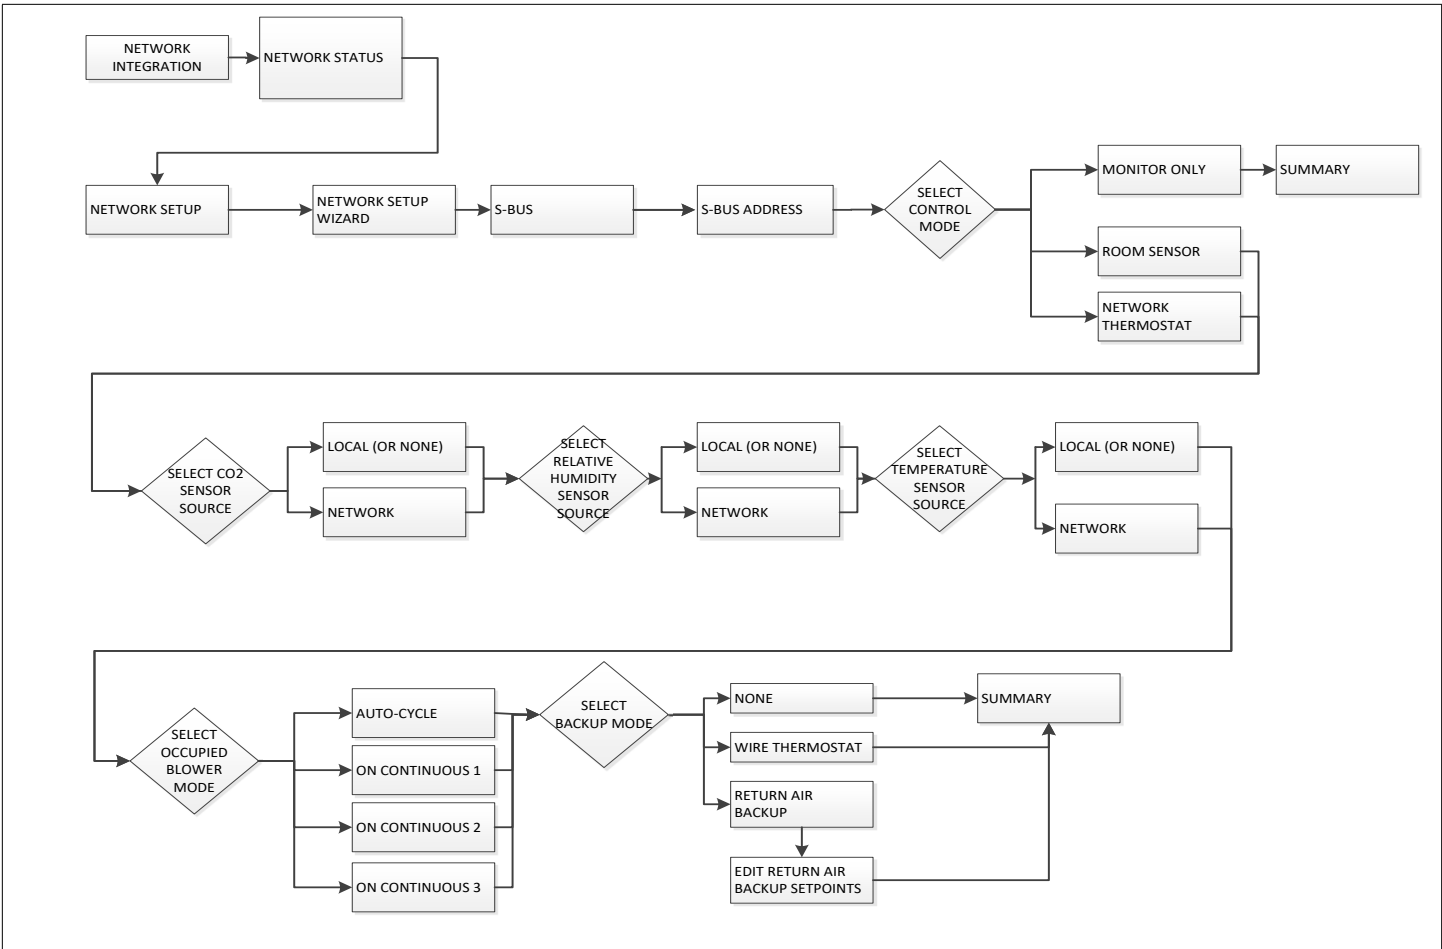 NETWORK
INTEGRATION
NETWORK STATUS
NETWORK SETUP
NETWORK SETUP
WIZARD
S-BUS
S-BUS ADDRESS
SELECT
CONTROL
MODE
MONITOR ONLY
SUMMARY
ROOM SENSOR
NETWORK
THERMOSTAT
SELECT CO2
SENSOR
SOURCE
LOCAL (OR NONE)
NETWORK
SELECT
RELATIVE
HUMIDITY
SENSOR
SOURCE
LOCAL (OR NONE)
NETWORK
SELECT
TEMPERATURE
SENSOR
SOURCE
LOCAL (OR NONE)
NETWORK
SELECT
OCCUPIED
BLOWER
MODE
AUTO-CYCLE
ON CONTINUOUS 1
ON CONTINUOUS 2
ON CONTINUOUS 3
SELECT
BACKUP MODE
NONE
WIRE THERMOSTAT
RETURN AIR
BACKUP
EDIT RETURN AIR
BACKUP SETPOINTS
SUMMARY